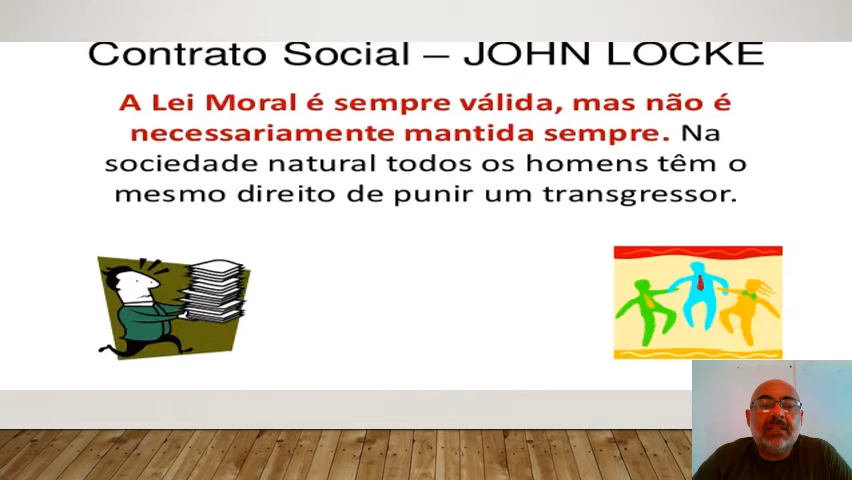 Contrato Social – JOHN LOCKE
A Lei Moral é sempre válida, mas não é
necessariamente mantida sempre. Na
sociedade natural todos os homens têm o
mesmo direito de punir um transgressor.